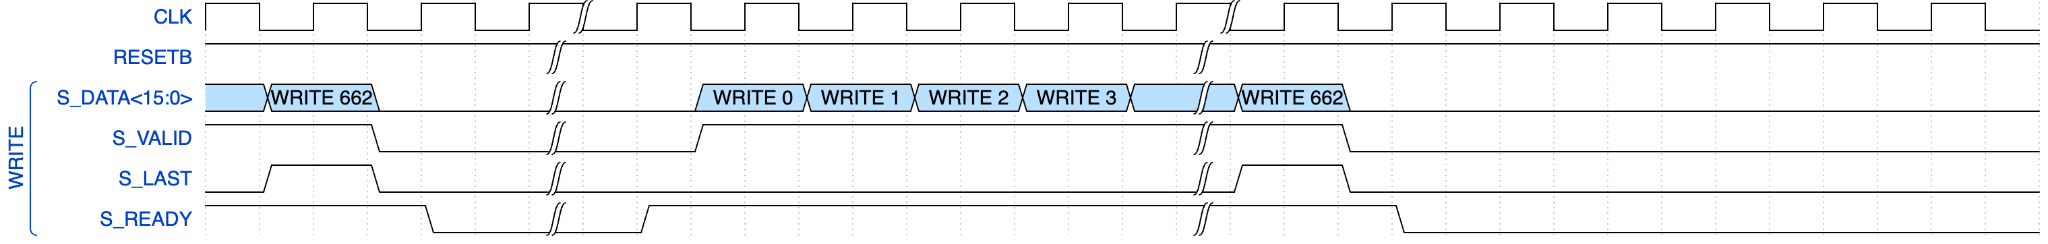 CLK
RESETB
S_DATA<15:0> WRITE 662 WRITE 0 WRITE 1 WRITE 2 WRITE 3 WRITE 662
S_VALID
WRITE
S_LAST
S_READY